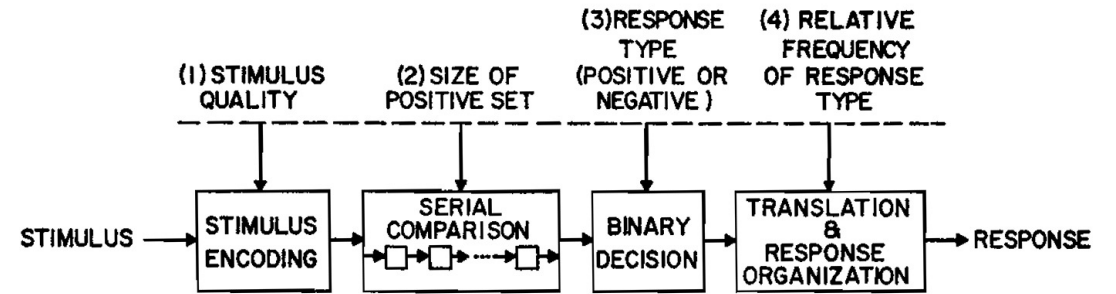 (1) STIMULUS
QUALITY
(2) SIZE OF
POSITIVE SET
(3) RESPONSE
TYPE
(POSITIVE OR
NEGATIVE)
(4) RELATIVE
FREQUENCY
OF RESPONSE
TYPE
STIMULUS
STIMULUS
ENCODING
SERIAL
COMPARISON
BINARY
DECISION
TRANSLATION
&
RESPONSE
ORGANIZATION
RESPONSE